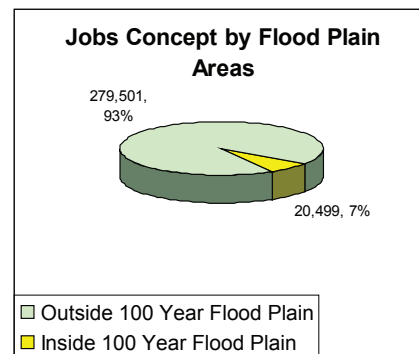 Jobs Concept by Flood Plain
Areas
279,501,
93%
20,499, 7%
Outside 100 Year Flood Plain
Inside 100 Year Flood Plain